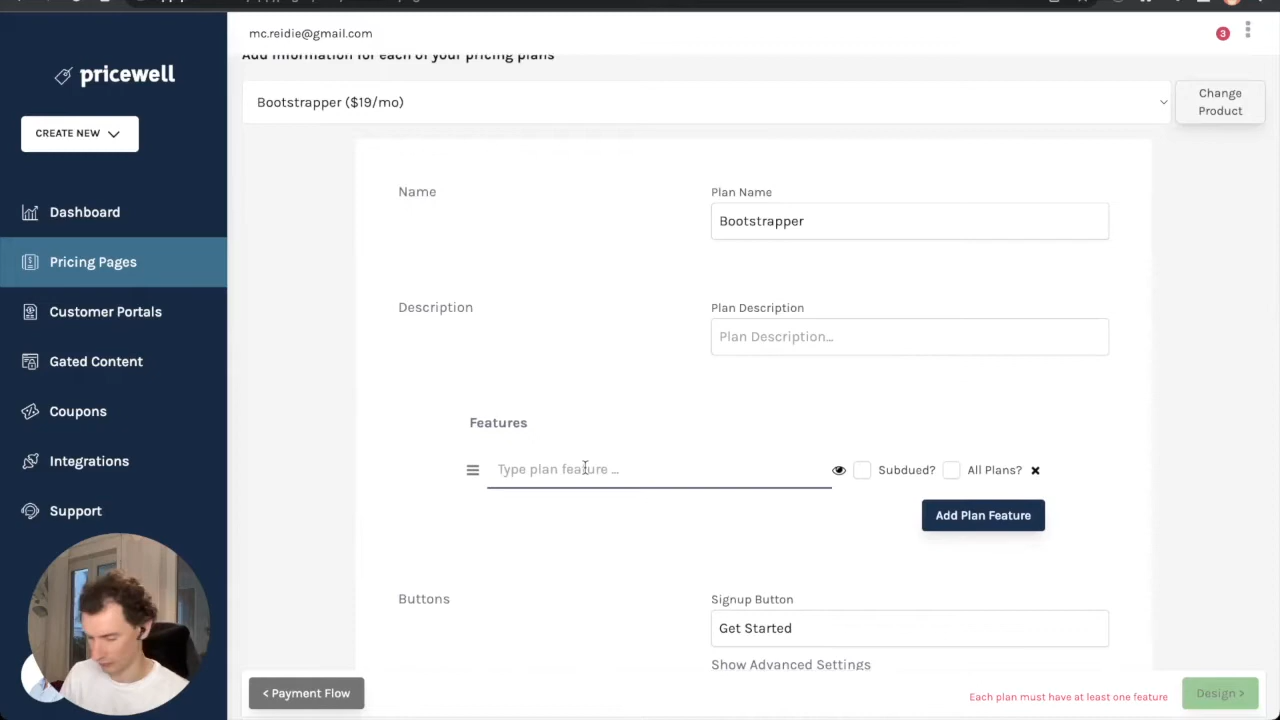 mc.reidie@gmail.com
3
Add information for each of your pricing plans
pricewell
Bootstrapper ($19/mo)
Change
Product
CREATE NEW
Dashboard
Pricing Pages
Customer Portals
Gated Content
Coupons
Integrations
Support
Name
Plan Name
Bootstrapper
Description
Plan Description
Plan Description...
Features
Type plan feature ...
Subdued?
All Plans?
Add Plan Feature
Buttons
Signup Button
Get Started
Show Advanced Settings
< Payment Flow
Each plan must have at least one feature
Design >